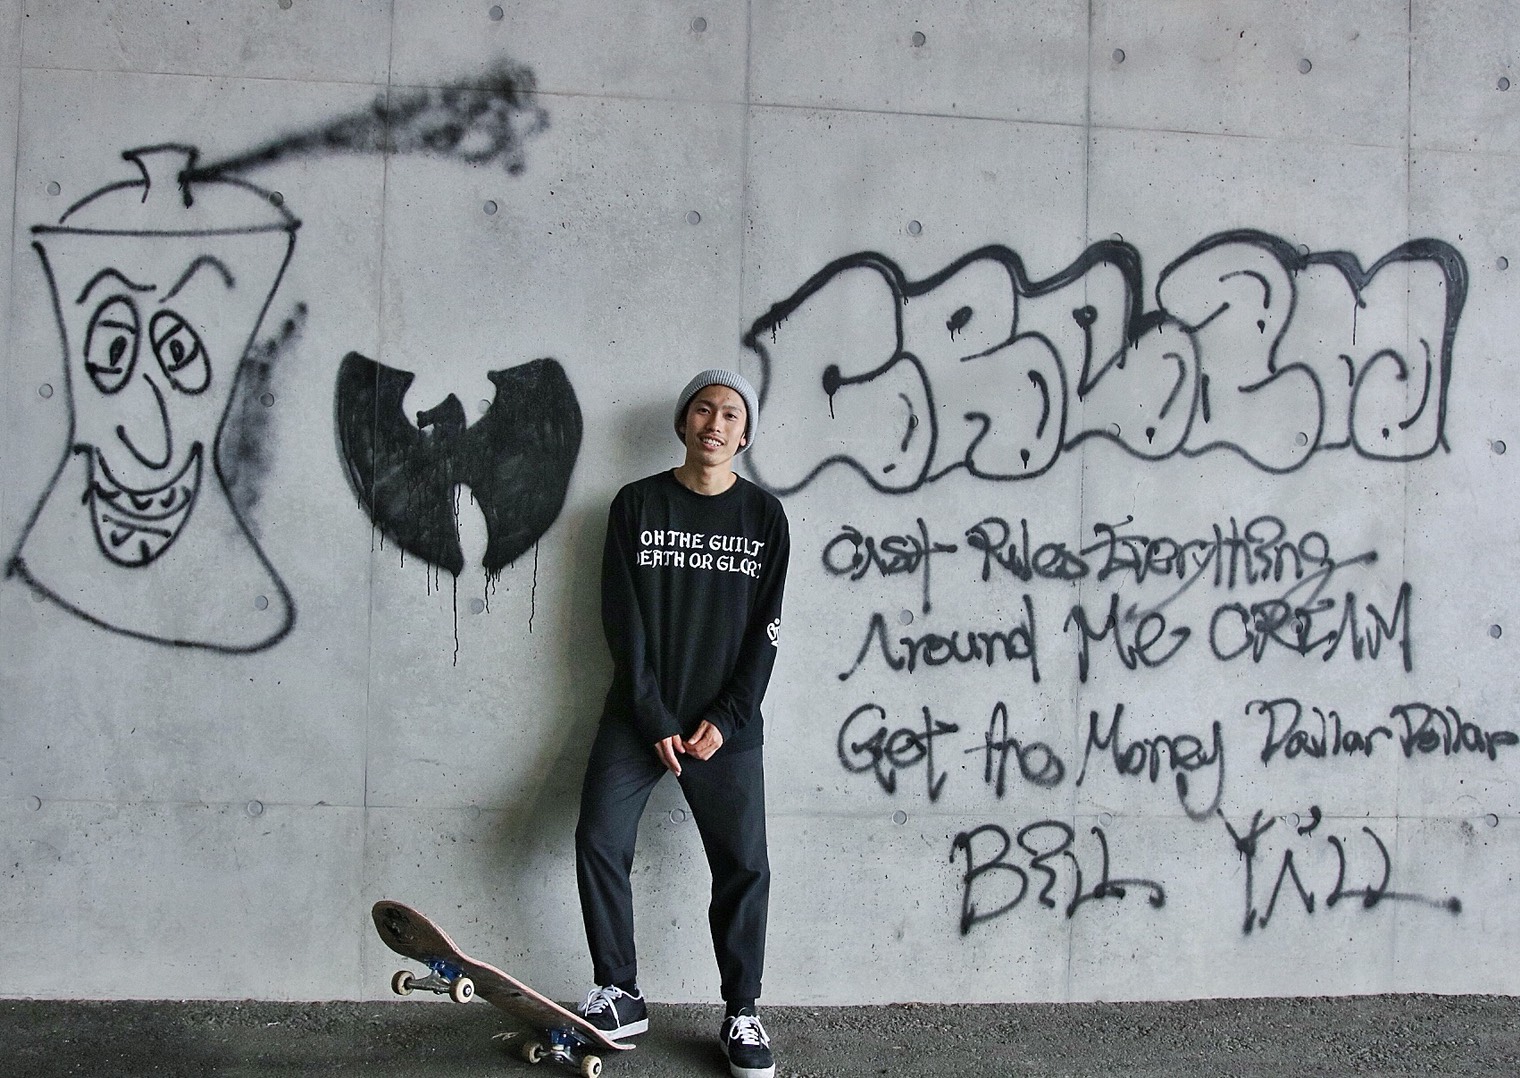 OH THE GUILT
DEATH OR GLORY
CREAM
Cash Rules Everything
Around Me CREAM
Get the Money
Dollar Dollar
Bill Y'ALL